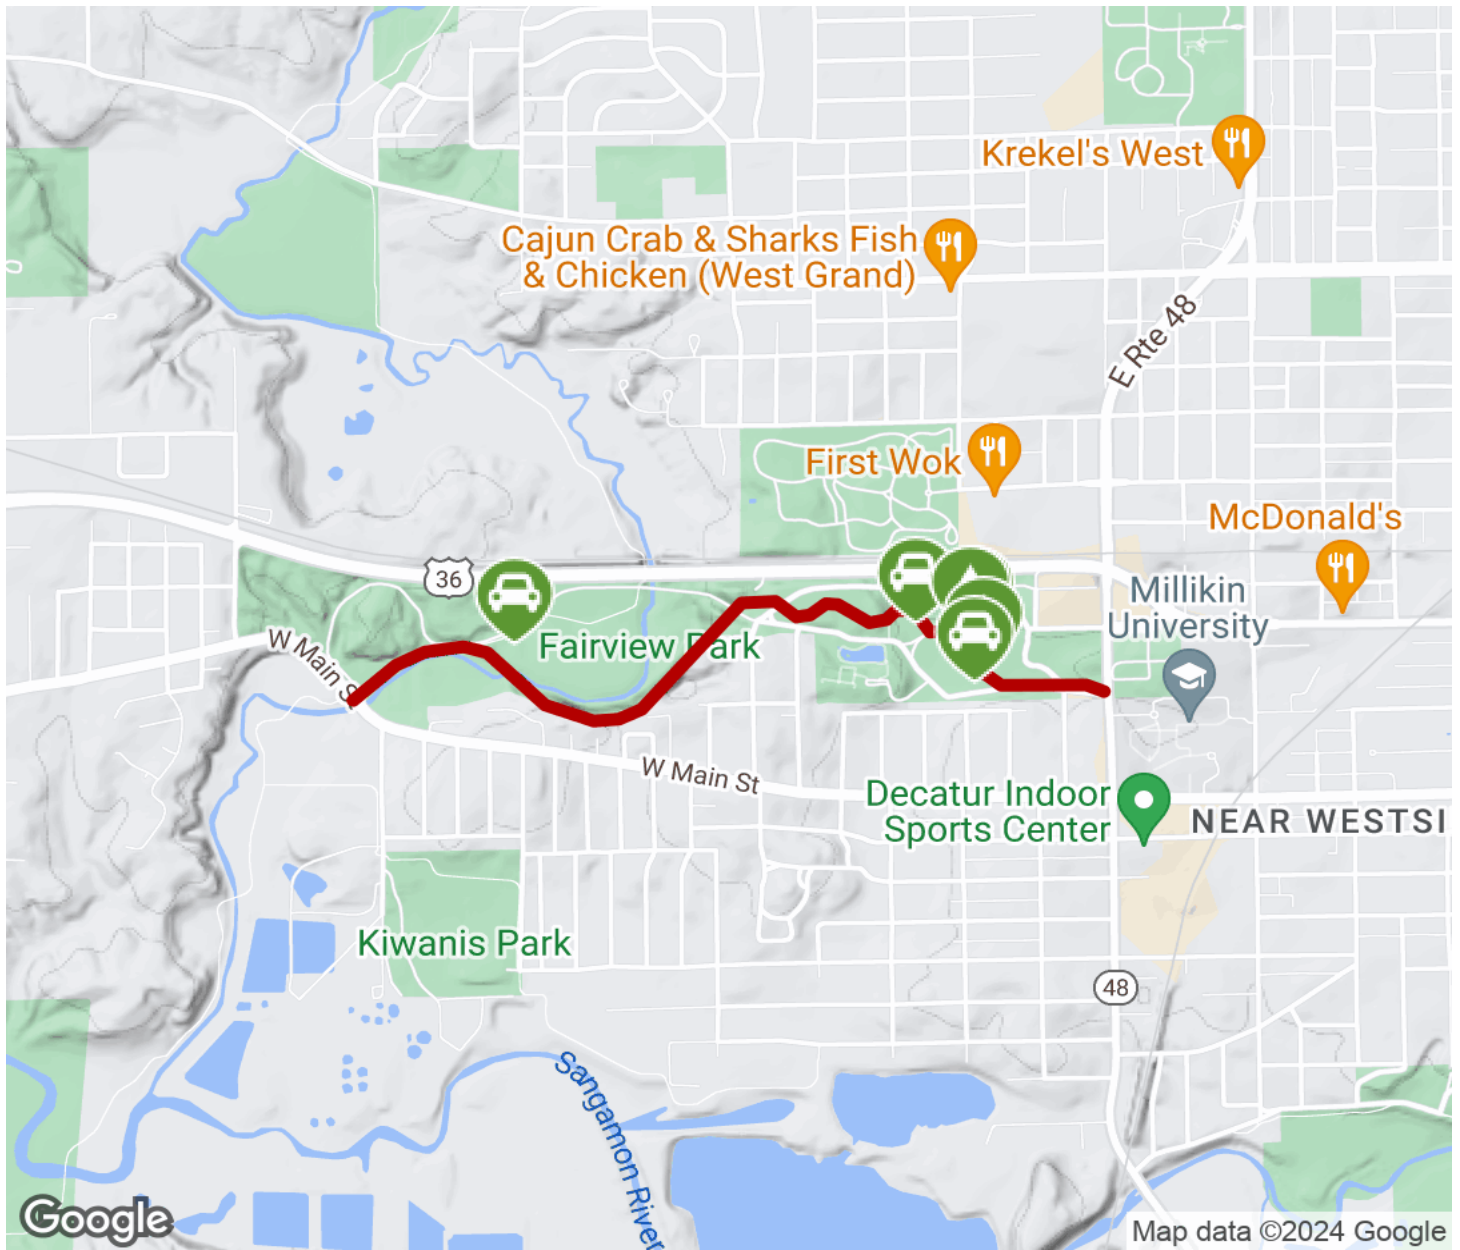 Krekel's West
Cajun Crab & Sharks Fish
& Chicken (West Grand)
E Rte 48
First Wok
McDonald's
36
Millikin
University
W Main St
Fairview Park
W Main St
Decatur Indoor
Sports Center
NEAR WESTSI
Kiwanis Park
48
Sangamon River
Google
Map data ©2024 Google